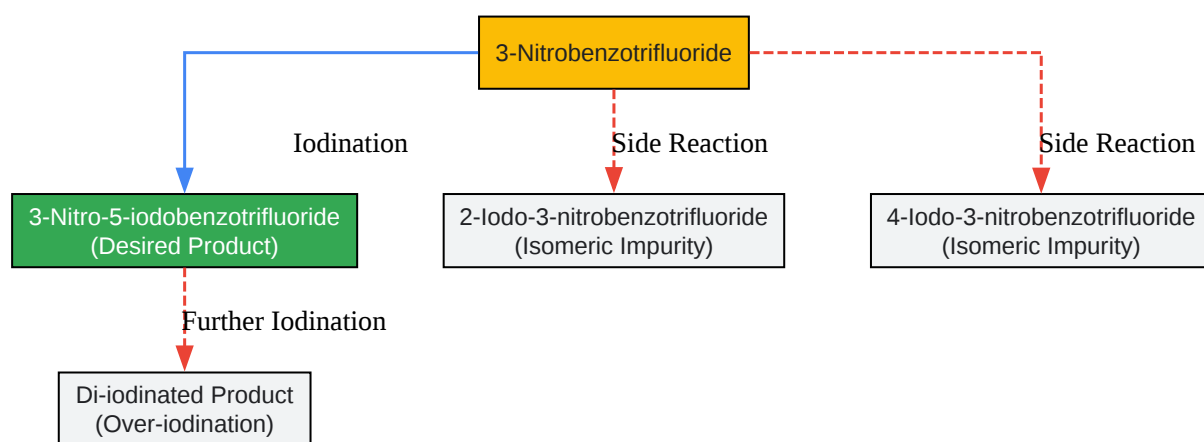 3-Nitrobenzotrifluoride
Iodination
Side Reaction
Side Reaction
3-Nitro-5-iodobenzotrifluoride
(Desired Product)
2-Iodo-3-nitrobenzotrifluoride
(Isomeric Impurity)
4-Iodo-3-nitrobenzotrifluoride
(Isomeric Impurity)
Further Iodination
Di-iodinated Product
(Over-iodination)